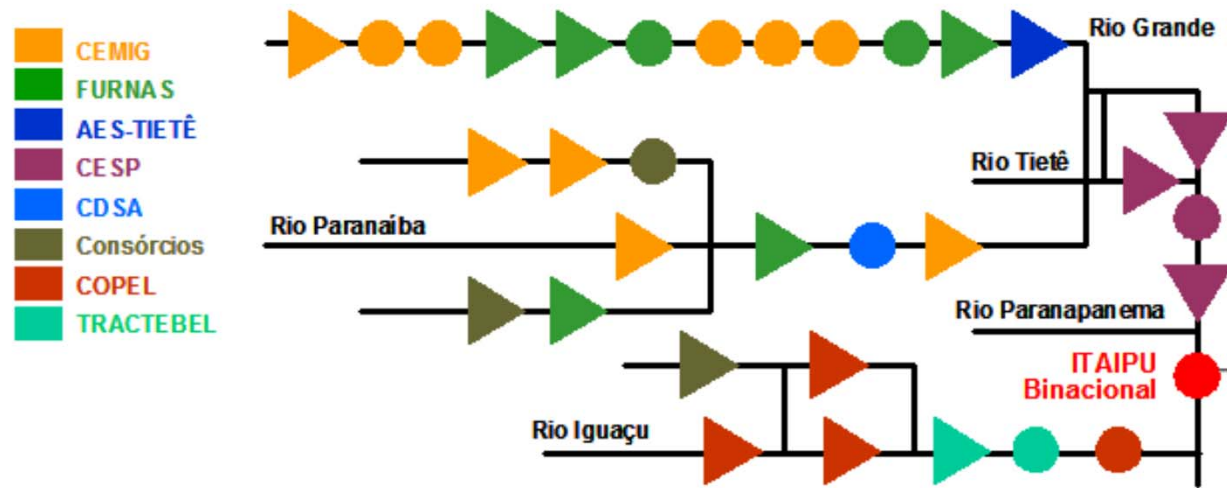 CEMIG
FURNAS
AES-TIETÊ
CESP
CDSA
Consórcios
COPEL
TRACTEBEL
Rio Grande
Rio Tietê
Rio Paranaíba
Rio Paranapanema
ITAIPU
Binacional
Rio Iguaçu